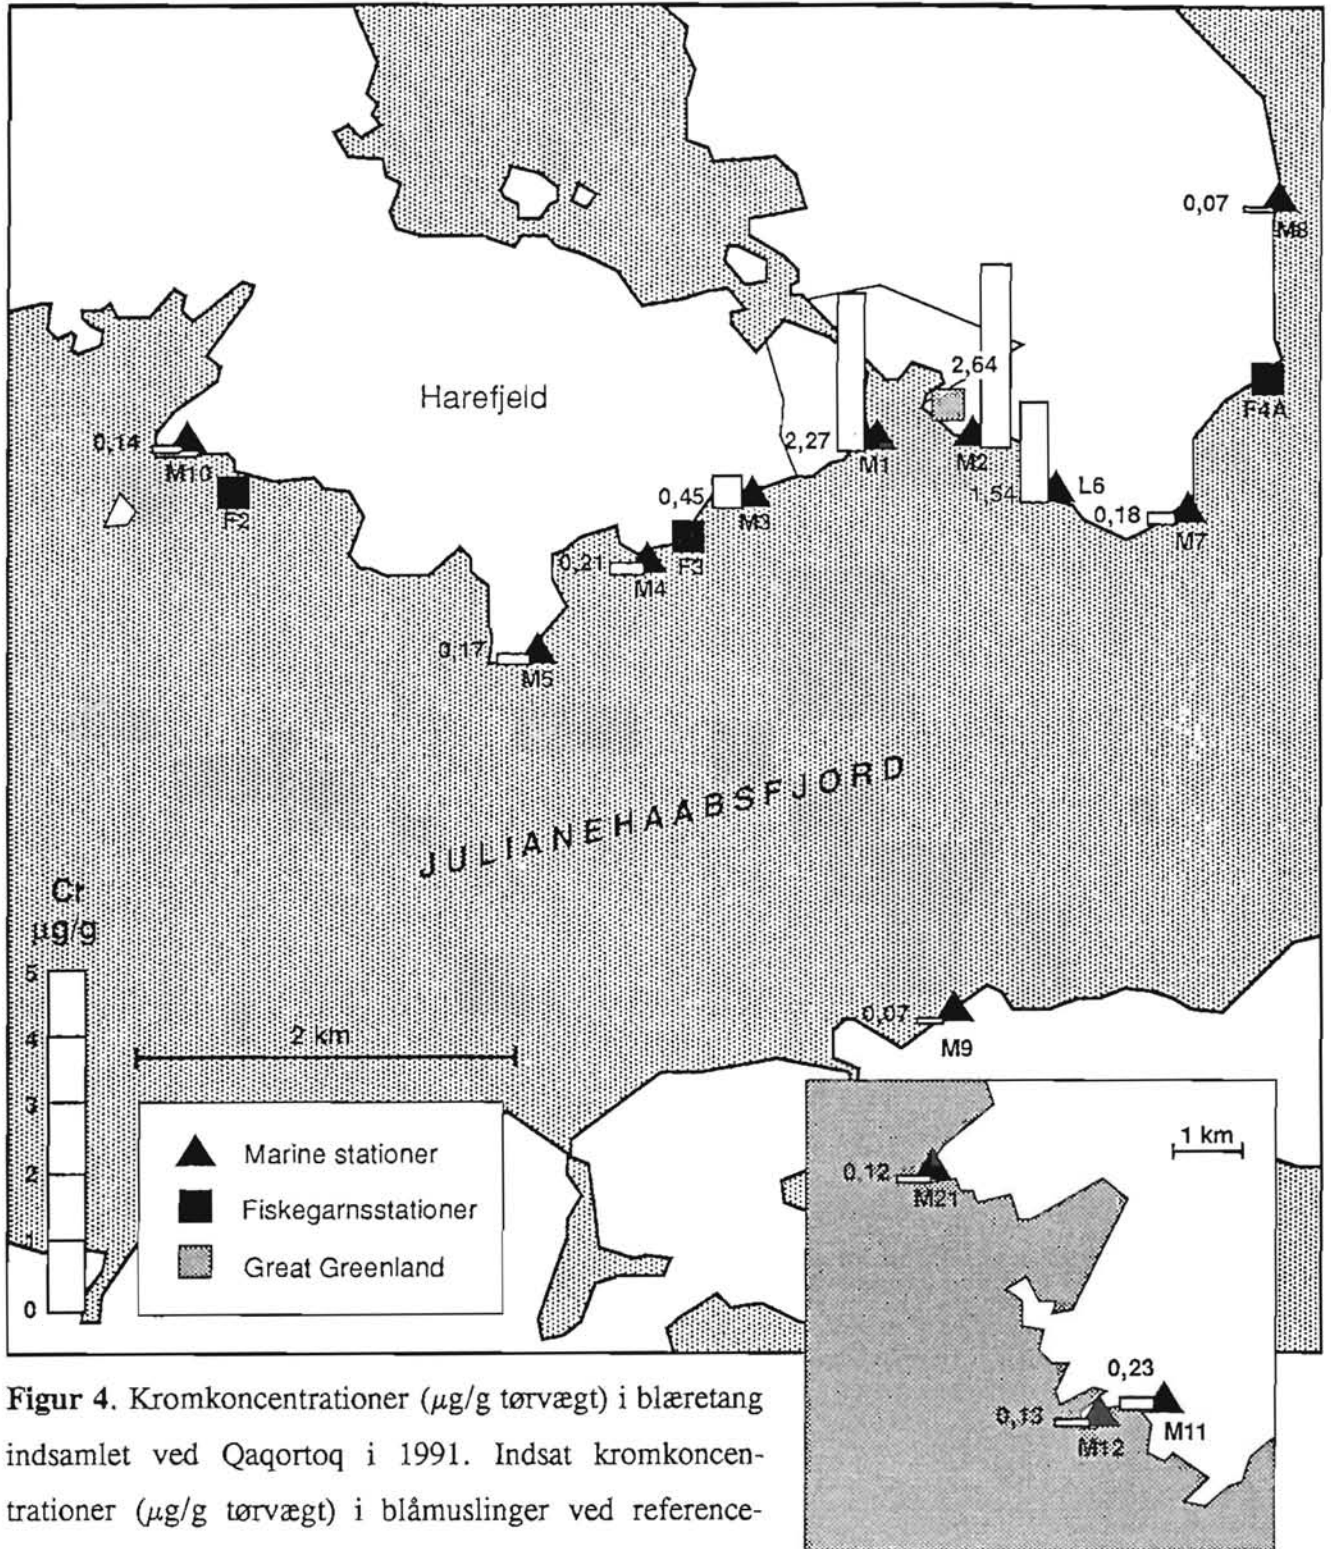 0,07
M8
Harefjeld
2,64
F4A
0,14
M10
2,27
M1
M2
F2
0,45
M3
1,54
L6
0,18
M7
F3
0,21
M4
0,17
M5
JULIANEHAABSFJORD
Cr
µg/g
5
4
3
2
1
0
2 km
0,07
M9
Marine stationer
Fiskegarnsstationer
Great Greenland
1 km
0,12
M21
0,23
M11
0,13
M12
Figur 4. Kromkoncentrationer (µg/g tørvægt) i blæretang
indsamlet ved Qaqortoq i 1991. Indsat kromkoncen-
trationer (µg/g tørvægt) i blåmuslinger ved reference-